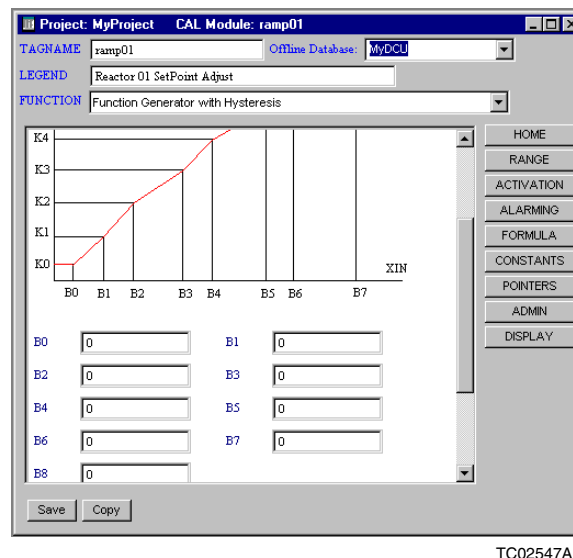 Project: MyProject CAL Module: ramp01
TAGNAME ramp01 Offline Database: MyDCU
LEGEND Reactor 01 SetPoint Adjust
FUNCTION Function Generator with Hysteresis
K4
K3
K2
K1
K0
XIN
B0 B1 B2 B3 B4 B5 B6 B7
B0 0 B1 0
B2 0 B3 0
B4 0 B5 0
B6 0 B7 0
B8 0
HOME
RANGE
ACTIVATION
ALARMING
FORMULA
CONSTANTS
POINTERS
ADMIN
DISPLAY
Save Copy
TC02547A